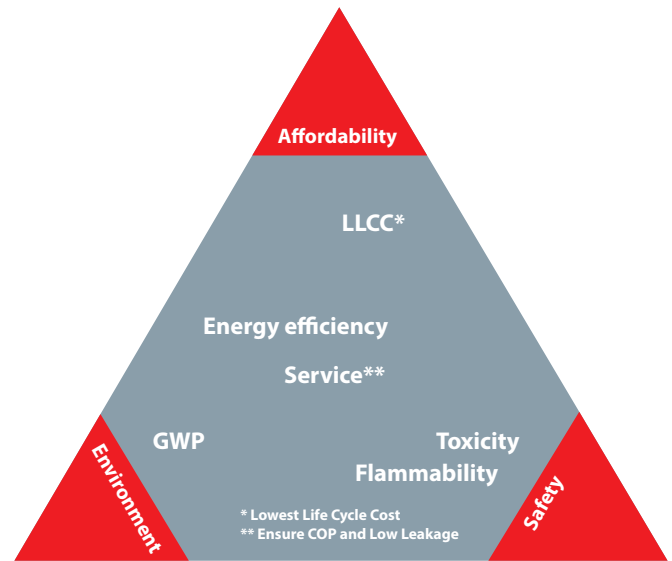 Affordability
LLCC*
Energy efficiency
Service**
GWP
Toxicity
Flammability
Environment
Safety
* Lowest Life Cycle Cost
** Ensure COP and Low Leakage